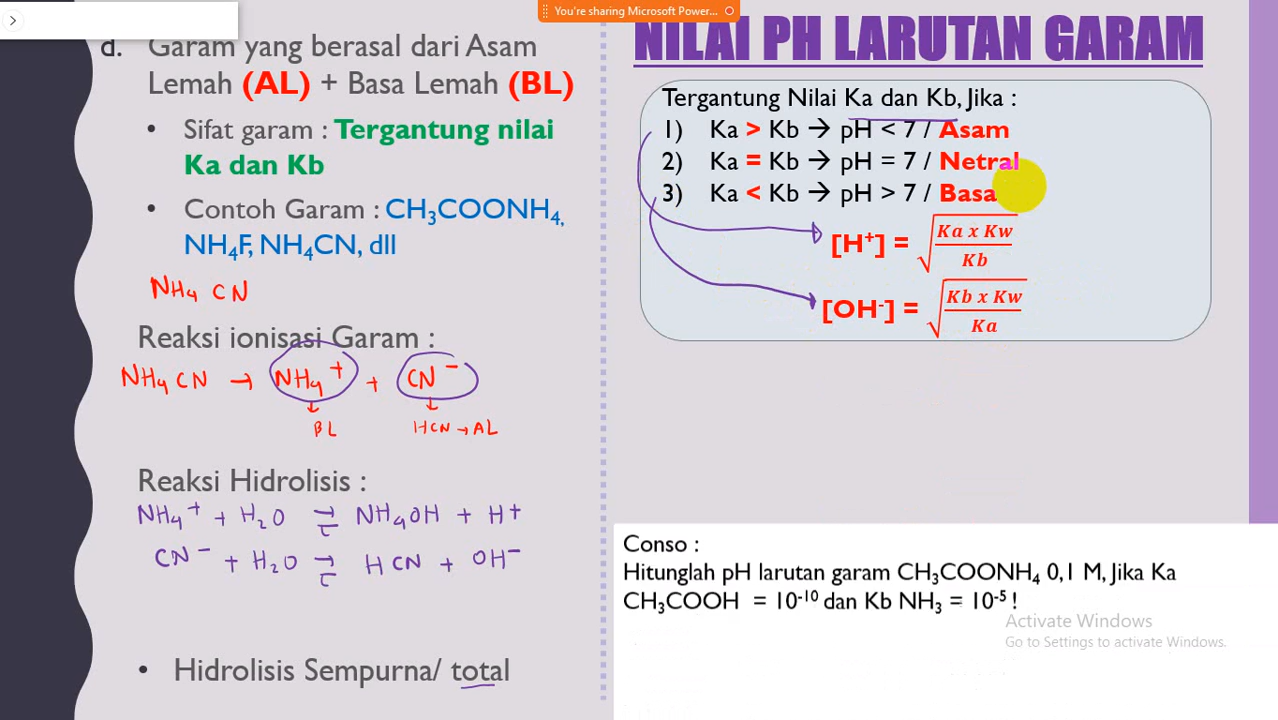 You're sharing Microsoft Power...
d. Garam yang berasal dari Asam
Lemah (AL) + Basa Lemah (BL)
• Sifat garam : Tergantung nilai
Ka dan Kb
• Contoh Garam : CH₃COONH₄,
NH₄F, NH₄CN, dll
NH₄ CN
Reaksi ionisasi Garam :
NH₄ CN → NH₄⁺ + CN⁻
↓ ↓
BL HCN → AL
Reaksi Hidrolisis :
NH₄⁺ + H₂O ⇌ NH₄OH + H+
CN⁻ + H₂O ⇌ HCN + OH⁻
• Hidrolisis Sempurna/ total
NILAI PH LARUTAN GARAM
Tergantung Nilai Ka dan Kb, Jika :
1) Ka > Kb → pH < 7 / Asam
2) Ka = Kb → pH = 7 / Netral
3) Ka < Kb → pH > 7 / Basa
[H⁺] = √(Ka x Kw / Kb)
[OH⁻] = √(Kb x Kw / Ka)
Conso :
Hitunglah pH larutan garam CH₃COONH₄ 0,1 M, Jika Ka
CH₃COOH = 10⁻¹⁰ dan Kb NH₃ = 10⁻⁵ !
Activate Windows
Go to Settings to activate Windows.